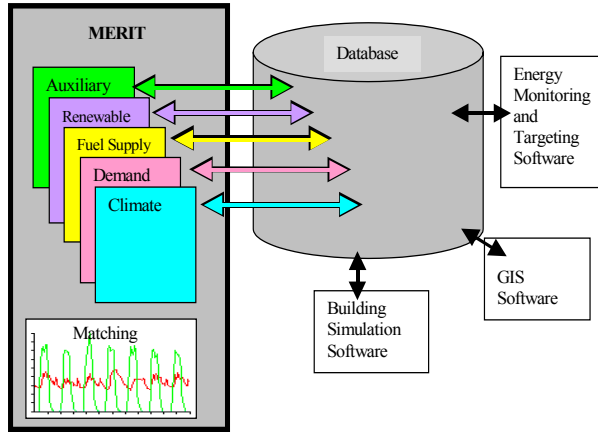 MERIT
Auxiliary
Renewable
Fuel Supply
Demand
Climate
Matching
Database
Energy
Monitoring
and
Targeting
Software
GIS
Software
Building
Simulation
Software